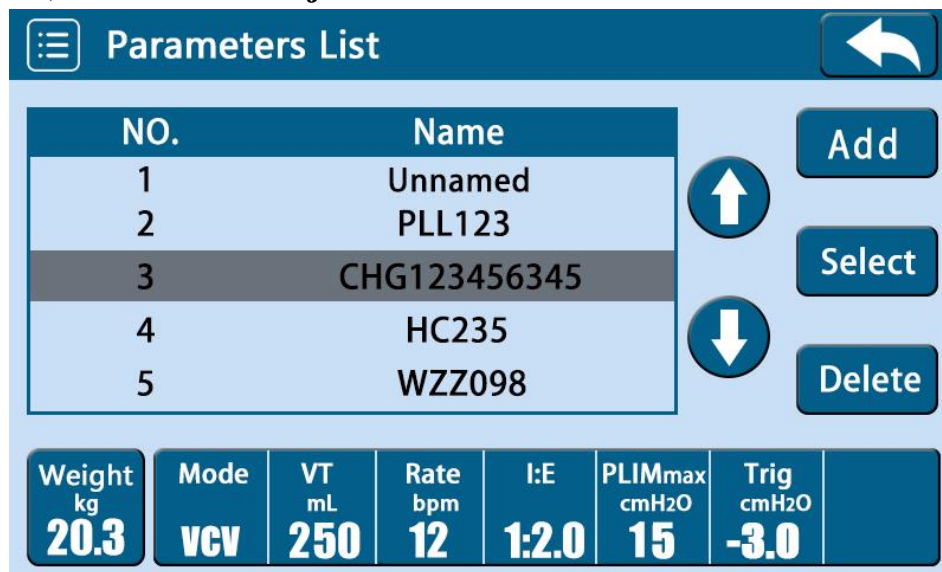 Parameters List
NO. Name
Add
1 Unnamed
2 PLL123
3 CHG123456345
Select
4 HC235
5 WZZ098
Delete
Weight Mode VT Rate I:E PLIMmax Trig
kg mL bpm cmH2O cmH2O
20.3 VCV 250 12 1:2.0 15 -3.0